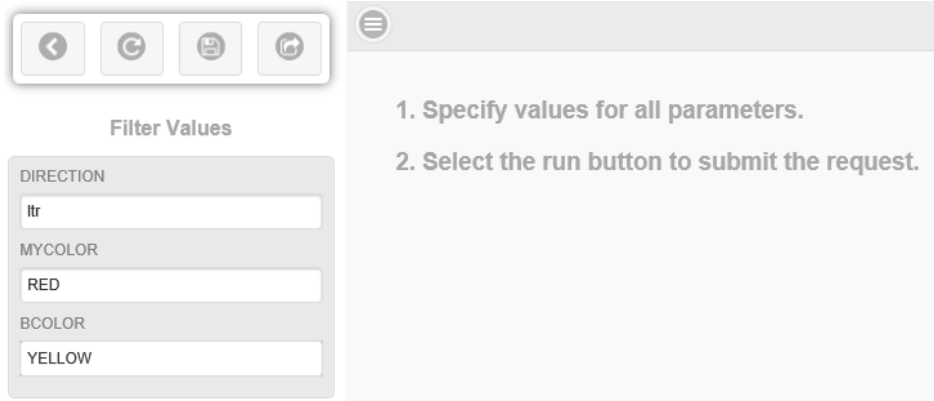 Filter Values
DIRECTION
ltr
MYCOLOR
RED
BCOLOR
YELLOW
1. Specify values for all parameters.
2. Select the run button to submit the request.